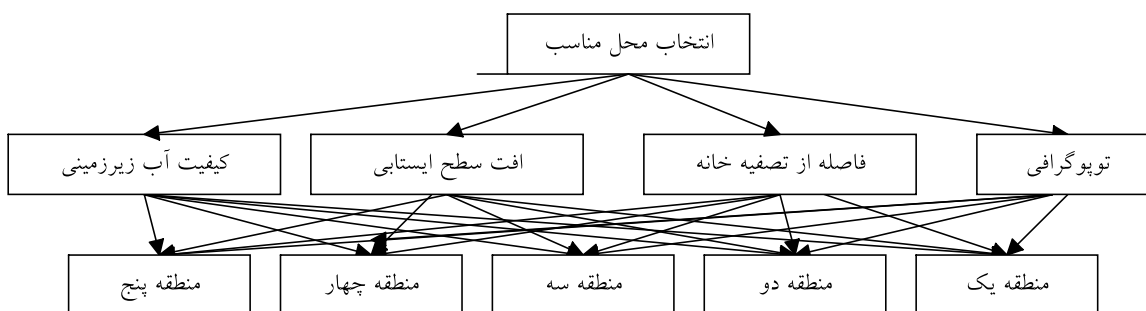 انتخاب محل مناسب
توپوگرافی
فاصله از تصفیه خانه
افت سطح ایستابی
کیفیت آب زیرزمینی
منطقه یک
منطقه دو
منطقه سه
منطقه چهار
منطقه پنج